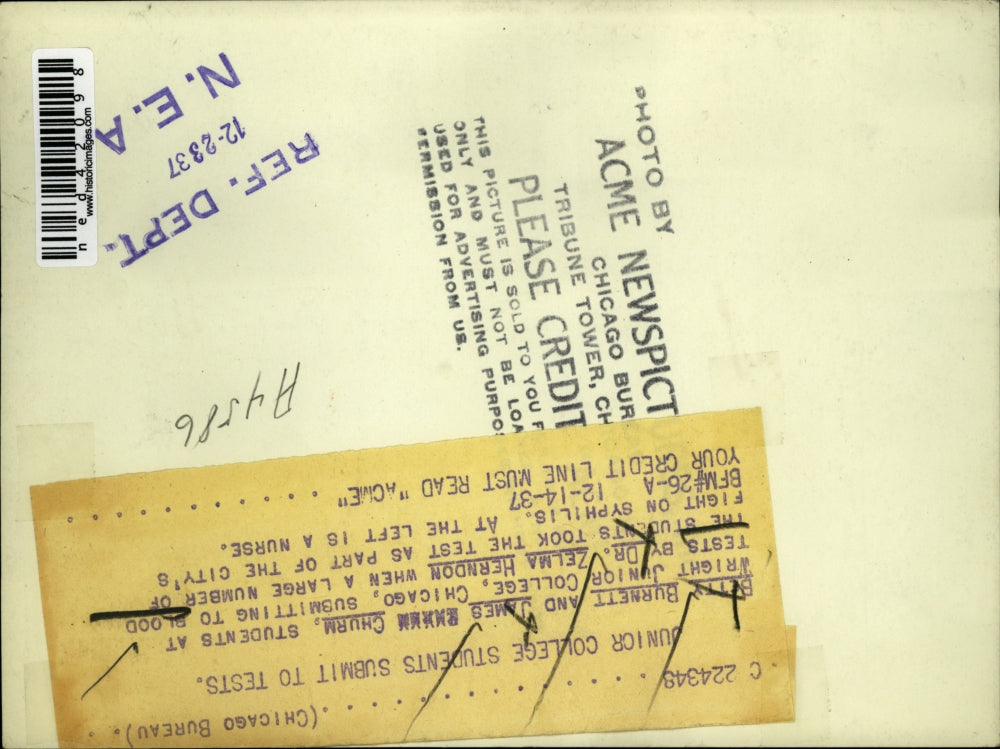 ned42098
www.historicimages.com
REF. DEPT.
12-2337
N. E. A
PHOTO BY
ACME NEWSPICT
CHICAGO BUR
TRIBUNE TOWER, CH
PLEASE CREDIT
THIS PICTURE IS SOLD TO YOU F
ONLY AND MUST NOT BE LOA
USED FOR ADVERTISING PURPOS
PERMISSION FROM US.
A4586
C 224348 . . . . . . . . . . . . . (CHICAGO BUREAU).
JUNIOR COLLEGE STUDENTS SUBMIT TO TESTS.
BETTY BURNETT AND JAMES CHURM, STUDENTS AT
WRIGHT JUNIOR COLLEGE, CHICAGO, SUBMITTING TO BLOOD
TESTS BY DR. ZELMA HERNDON WHEN A LARGE NUMBER OF
THE STUDENTS TOOK THE TEST AS PART OF THE CITY'S
FIGHT ON SYPHILIS. AT THE LEFT IS A NURSE.
BFM#26-A 12-14-37
YOUR CREDIT LINE MUST READ "ACME" . . . . . . . . . .